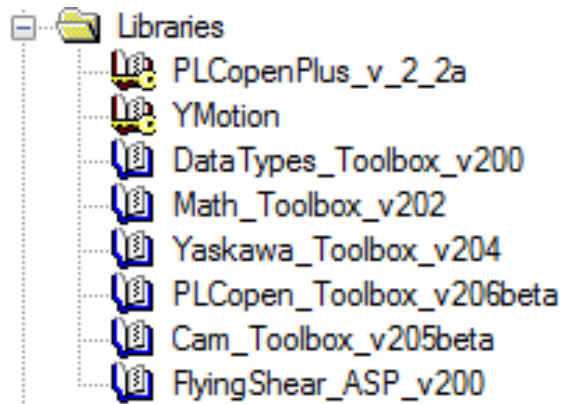 Libraries
PLCopenPlus_v_2_2a
YMotion
DataTypes_Toolbox_v200
Math_Toolbox_v202
Yaskawa_Toolbox_v204
PLCopen_Toolbox_v206beta
Cam_Toolbox_v205beta
FlyingShear_ASP_v200